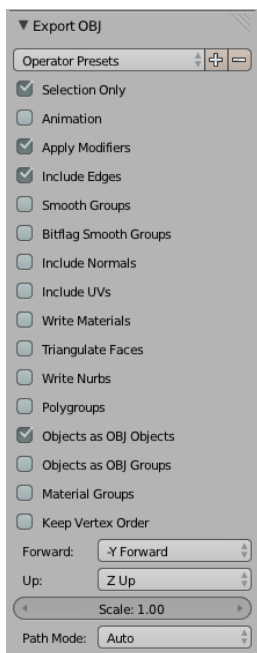 Export OBJ
Operator Presets
Selection Only
Animation
Apply Modifiers
Include Edges
Smooth Groups
Bitflag Smooth Groups
Include Normals
Include UVs
Write Materials
Triangulate Faces
Write Nurbs
Polygroups
Objects as OBJ Objects
Objects as OBJ Groups
Material Groups
Keep Vertex Order
Forward: -Y Forward
Up: Z Up
Scale: 1.00
Path Mode: Auto